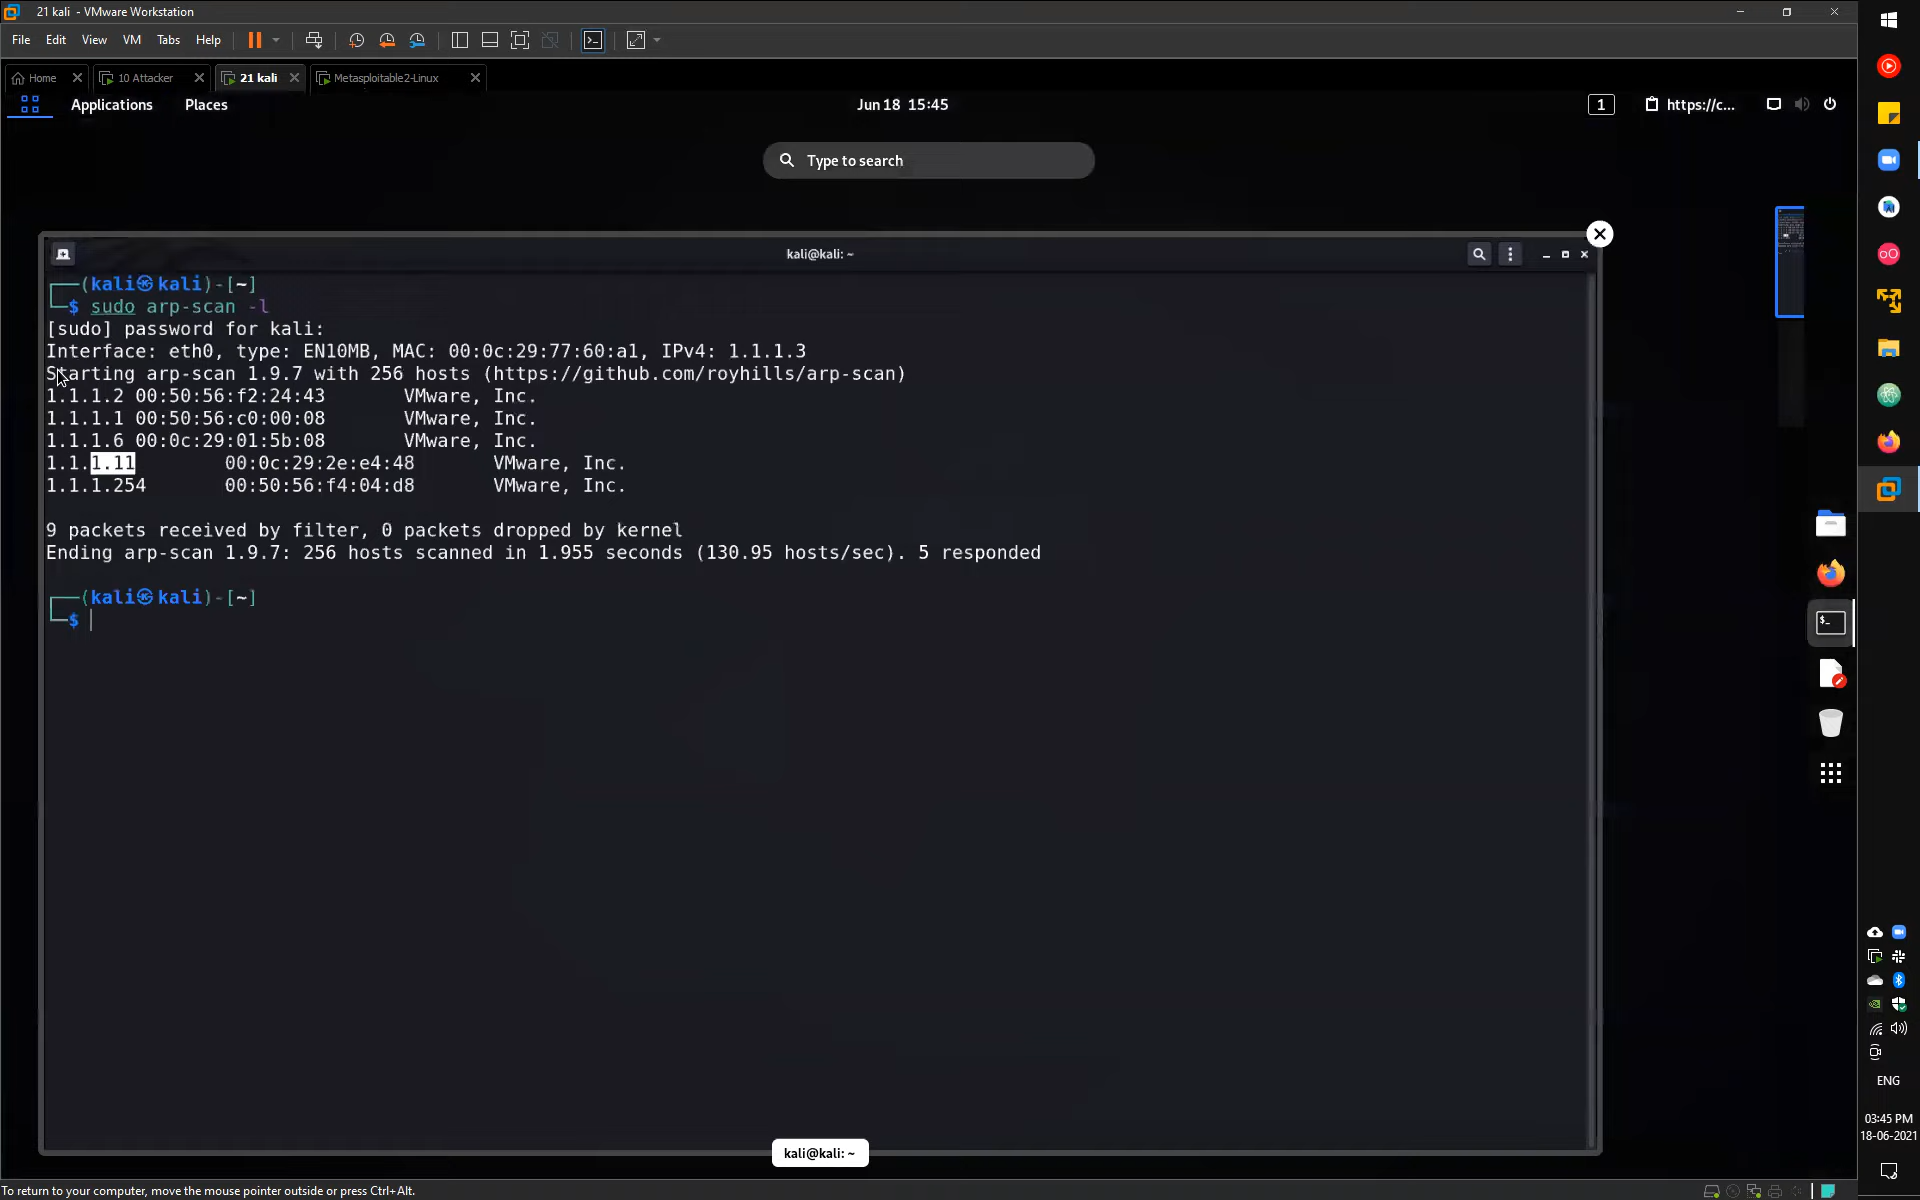 21 kali - VMware Workstation
File Edit View VM Tabs Help
Home 10 Attacker 21 kali Metasploitable2-Linux
Applications Places Jun 18 15:45 1 https://c...
Type to search
kali@kali: ~
(kali㉿kali)-[~]
$ sudo arp-scan -l
[sudo] password for kali:
Interface: eth0, type: EN10MB, MAC: 00:0c:29:77:60:a1, IPv4: 1.1.1.3
Starting arp-scan 1.9.7 with 256 hosts (https://github.com/royhills/arp-scan)
1.1.1.2 00:50:56:f2:24:43 VMware, Inc.
1.1.1.1 00:50:56:c0:00:08 VMware, Inc.
1.1.1.6 00:0c:29:01:5b:08 VMware, Inc.
1.1.1.11 00:0c:29:2e:e4:48 VMware, Inc.
1.1.1.254 00:50:56:f4:04:d8 VMware, Inc.
9 packets received by filter, 0 packets dropped by kernel
Ending arp-scan 1.9.7: 256 hosts scanned in 1.955 seconds (130.95 hosts/sec). 5 responded
(kali㉿kali)-[~]
$
kali@kali: ~
ENG
03:45 PM
18-06-2021
To return to your computer, move the mouse pointer outside or press Ctrl+Alt.